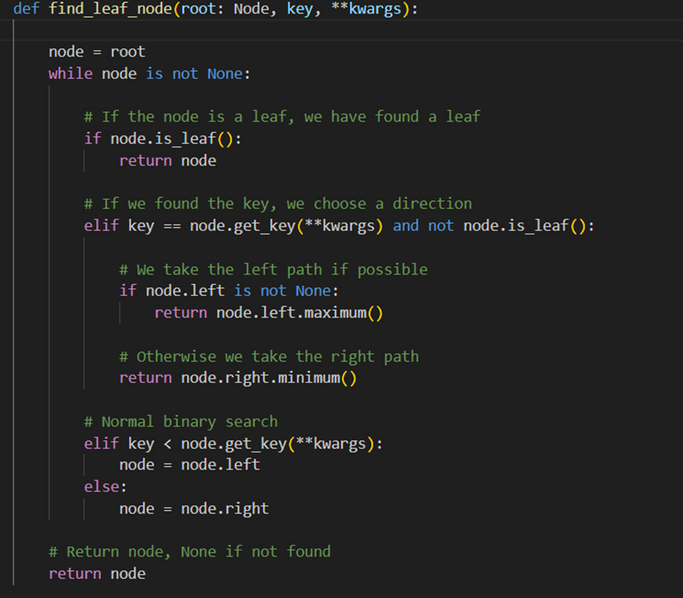 def find_leaf_node(root: Node, key, **kwargs):
node = root
while node is not None:
# If the node is a leaf, we have found a leaf
if node.is_leaf():
return node
# If we found the key, we choose a direction
elif key == node.get_key(**kwargs) and not node.is_leaf():
# We take the left path if possible
if node.left is not None:
return node.left.maximum()
# Otherwise we take the right path
return node.right.minimum()
# Normal binary search
elif key < node.get_key(**kwargs):
node = node.left
else:
node = node.right
# Return node, None if not found
return node